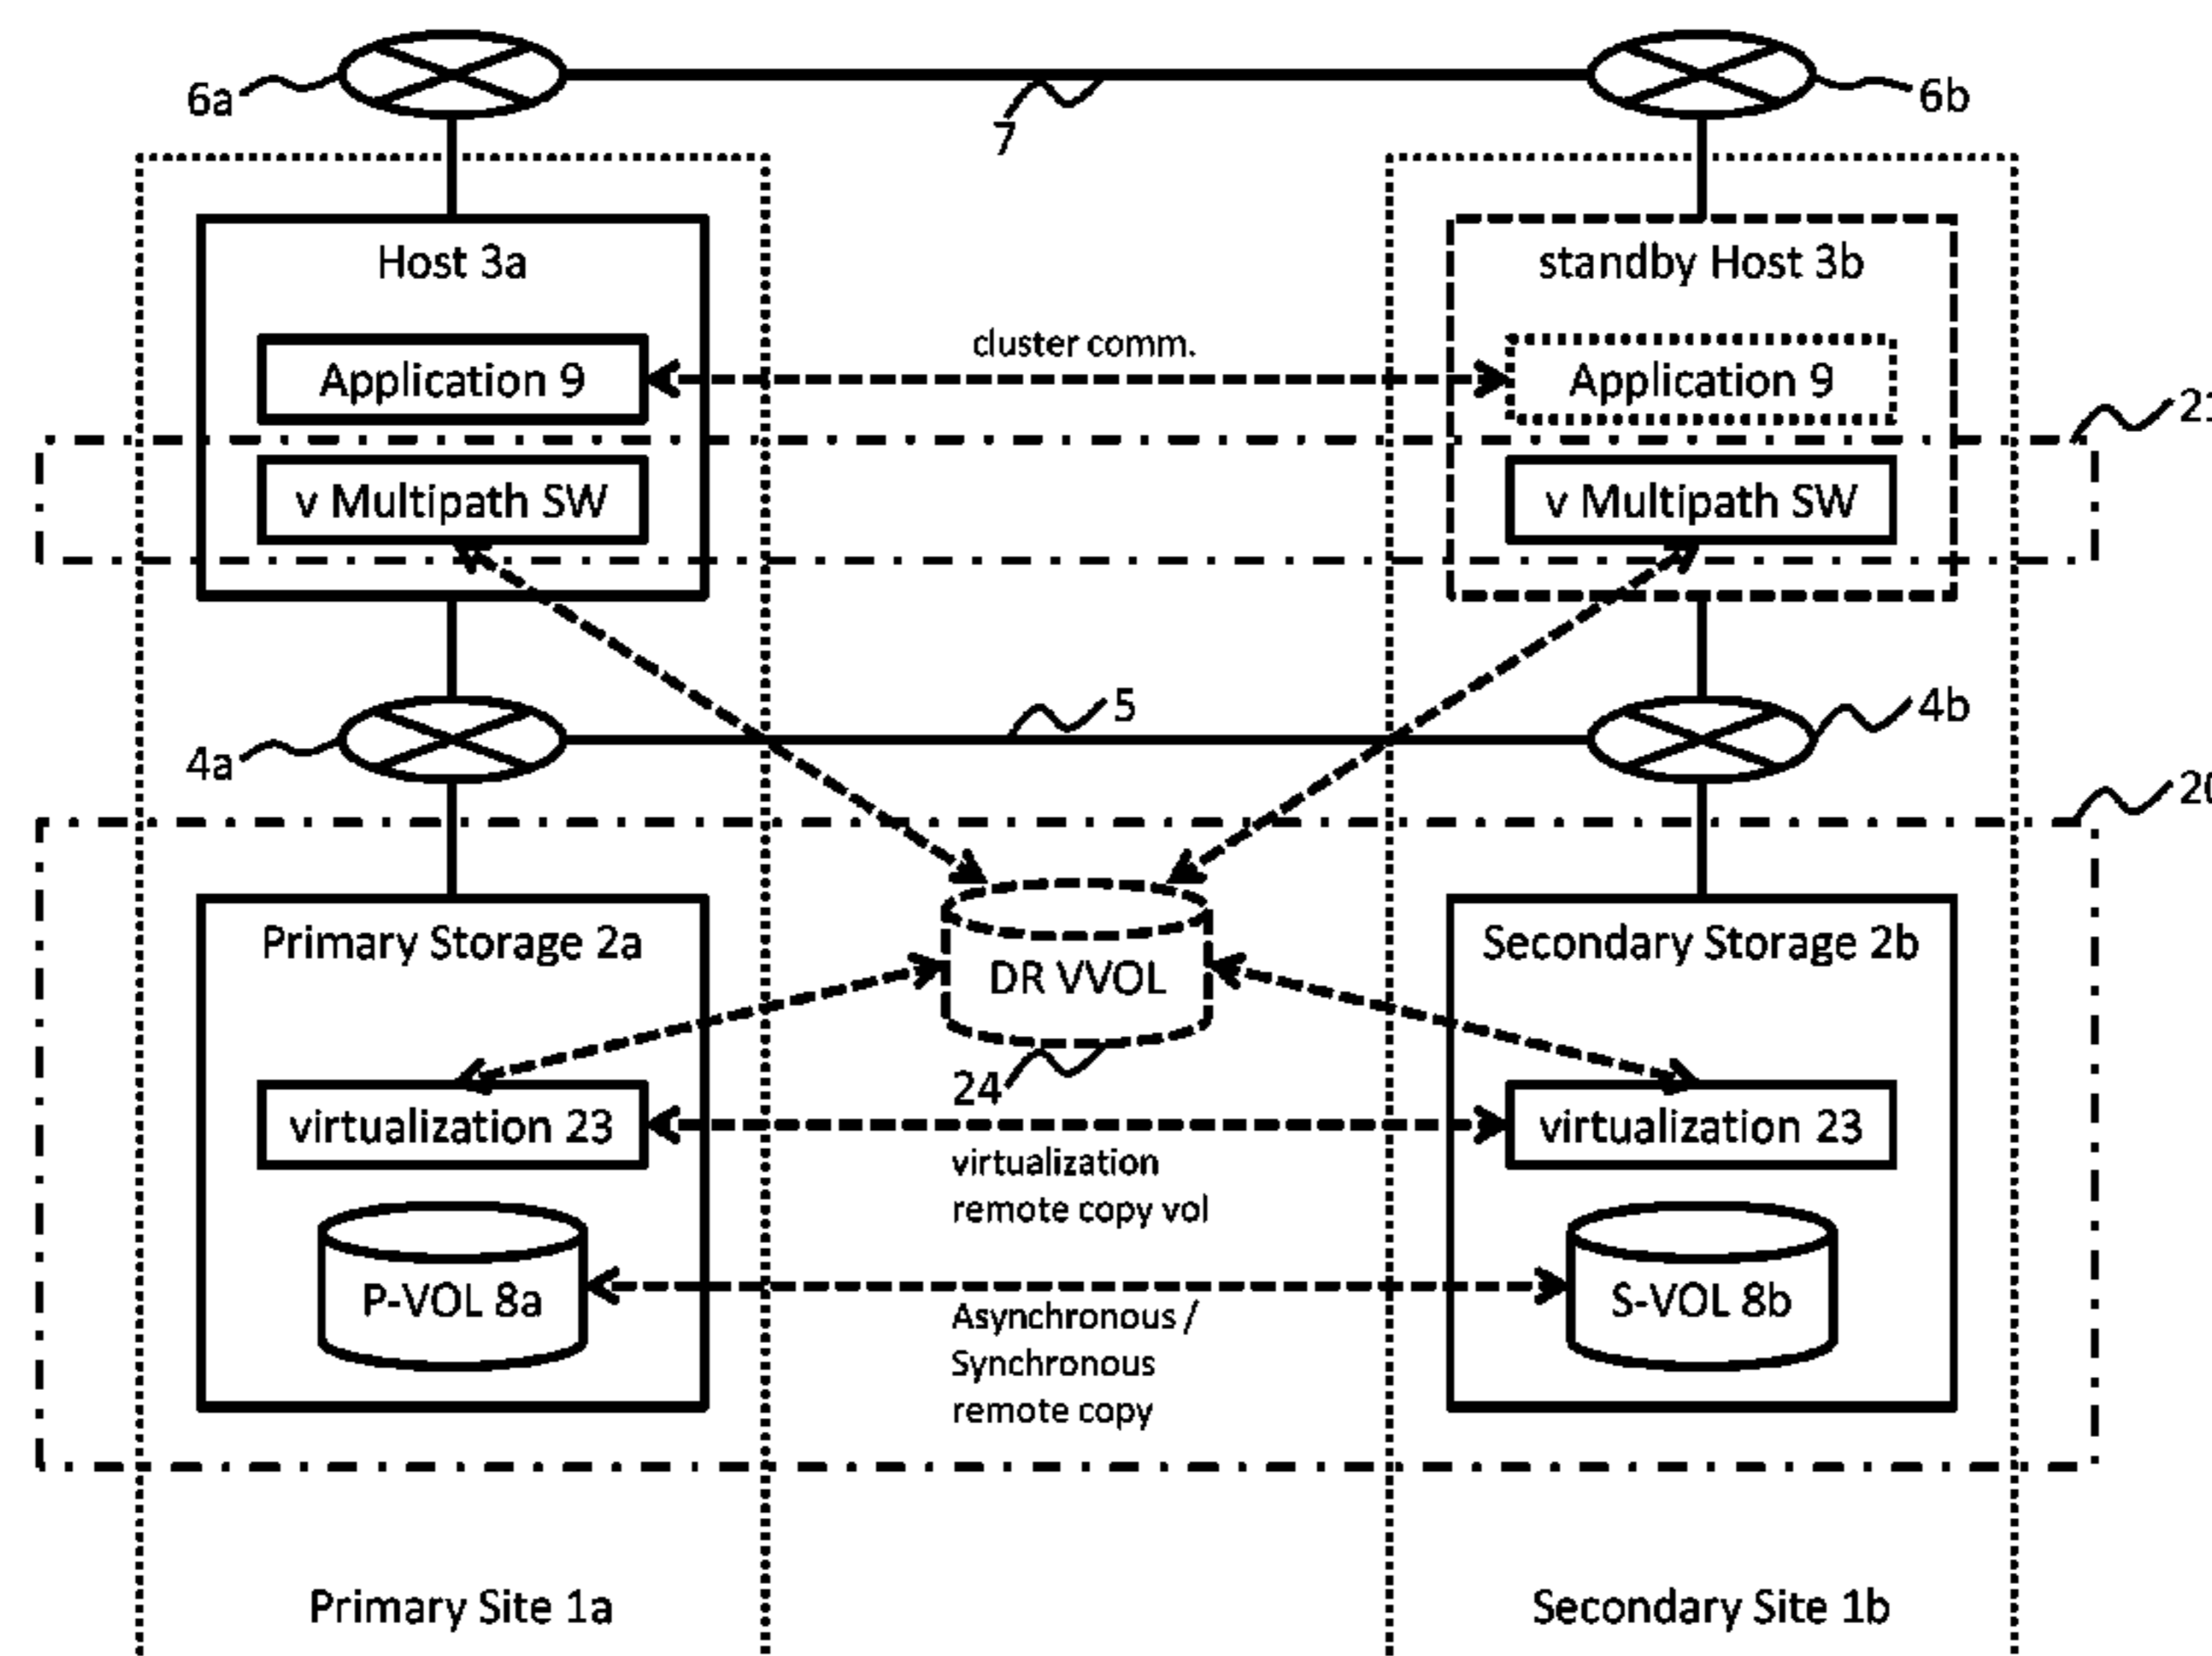 6a
6b
7
Host 3a
standby Host 3b
cluster comm.
Application 9
Application 9
v Multipath SW
v Multipath SW
5
4a
4b
Primary Storage 2a
Secondary Storage 2b
DR VVOL
24
virtualization 23
virtualization 23
virtualization
remote copy vol
P-VOL 8a
S-VOL 8b
Asynchronous /
Synchronous
remote copy
Primary Site 1a
Secondary Site 1b